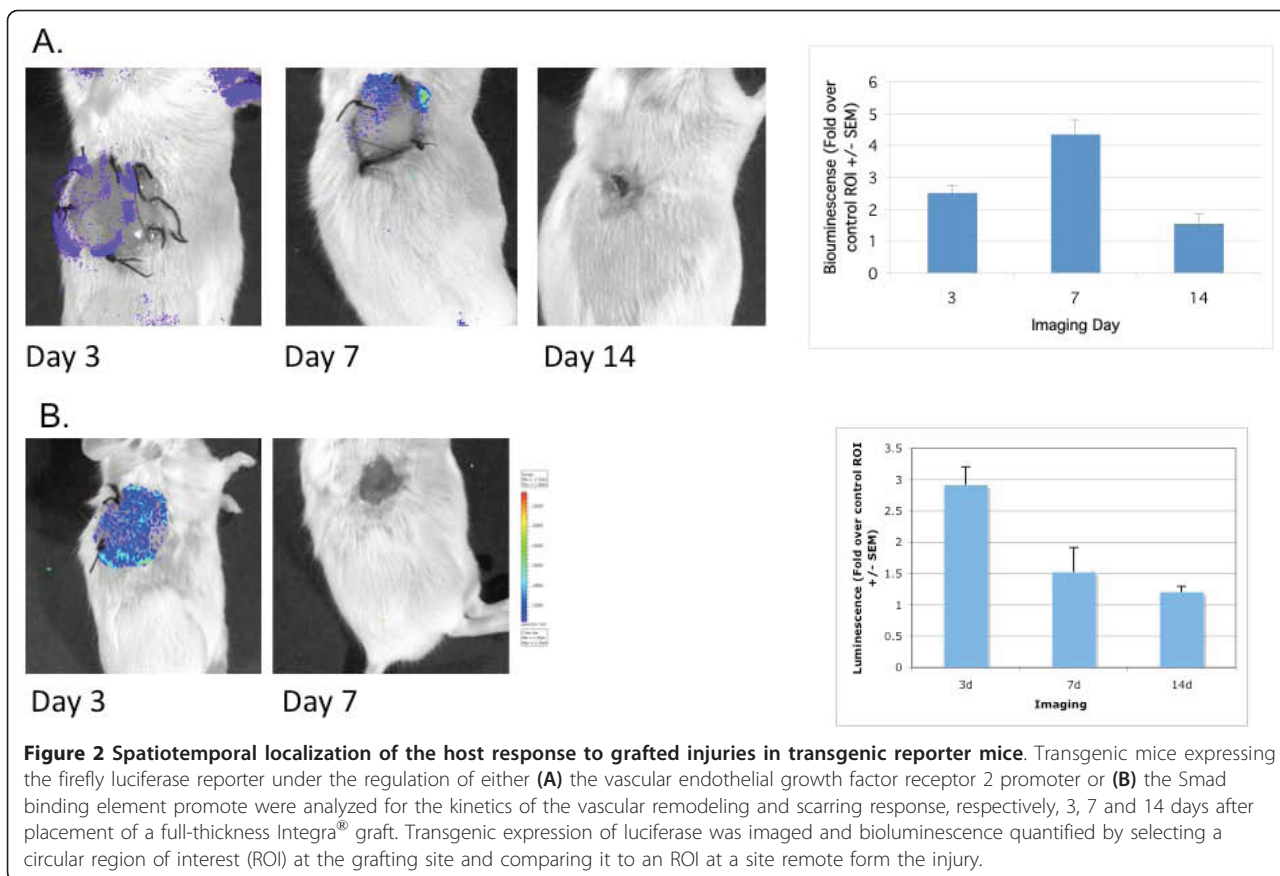 A.
Day 3
Day 7
Day 14
Bioluminescense (Fold over
control ROI +/- SEM)
6
5
4
3
2
1
0
3
7
14
Imaging Day
B.
Day 3
Day 7
Luminescence (Fold over control ROI
+/- SEM)
3.5
3
2.5
2
1.5
1
0.5
0
3d
7d
14d
Imaging
Figure 2 Spatiotemporal localization of the host response to grafted injuries in transgenic reporter mice. Transgenic mice expressing
the firefly luciferase reporter under the regulation of either (A) the vascular endothelial growth factor receptor 2 promoter or (B) the Smad
binding element promote were analyzed for the kinetics of the vascular remodeling and scarring response, respectively, 3, 7 and 14 days after
placement of a full-thickness Integra® graft. Transgenic expression of luciferase was imaged and bioluminescence quantified by selecting a
circular region of interest (ROI) at the grafting site and comparing it to an ROI at a site remote form the injury.